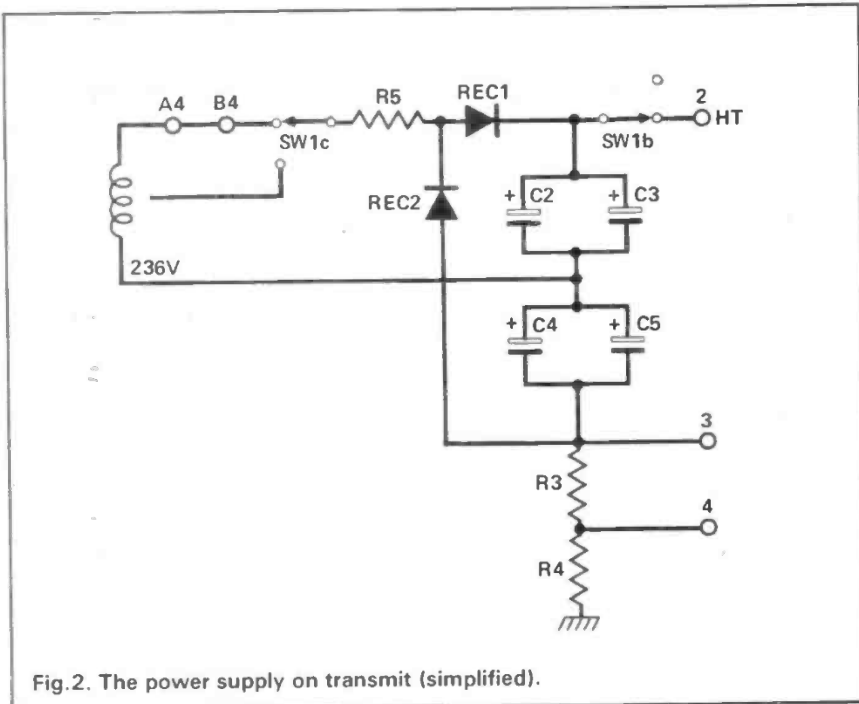 A4 B4 R5 REC1 2
HT
SW1c SW1b
REC2 + C2 + C3
236V
+ C4 + C5
3
R3
4
R4
Fig.2. The power supply on transmit (simplified).